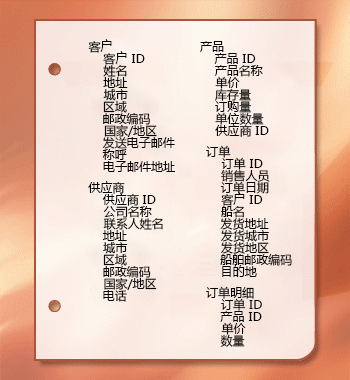 客户
客户 ID
姓名
地址
城市
区域
邮政编码
国家/地区
发送电子邮件
称呼
电子邮件地址
供应商
供应商 ID
公司名称
联系人姓名
地址
城市
区域
邮政编码
国家/地区
电话
产品
产品 ID
产品名称
单价
库存量
订购量
单位数量
供应商 ID
订单
订单 ID
销售人员
订单日期
客户 ID
船名
发货地址
发货城市
发货地区
船舶邮政编码
目的地
订单明细
订单 ID
产品 ID
单价
数量